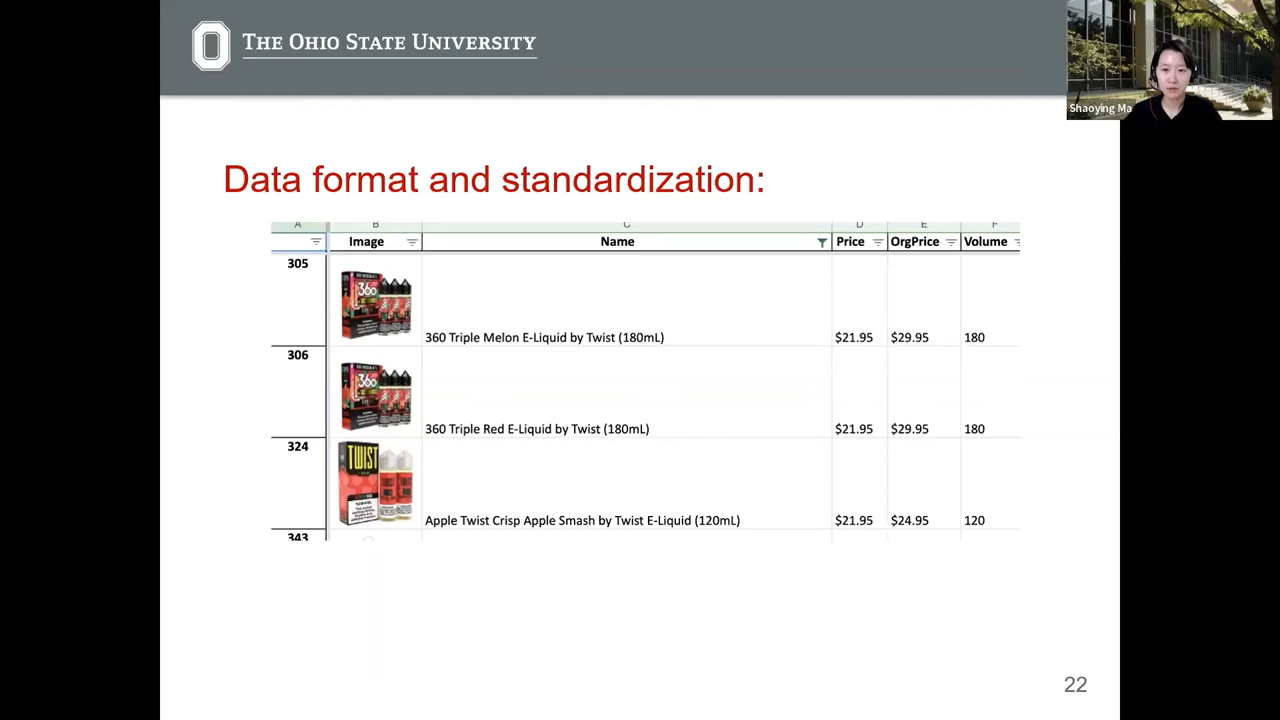 THE OHIO STATE UNIVERSITY
Shaoying Ma
Data format and standardization:
A B C D E F
Image Name Price OrgPrice Volume
305
360
360 Triple Melon E-Liquid by Twist (180mL) $21.95 $29.95 180
306
360
360 Triple Red E-Liquid by Twist (180mL) $21.95 $29.95 180
324
TWIST
Apple Twist Crisp Apple Smash by Twist E-Liquid (120mL) $21.95 $24.95 120
343
22